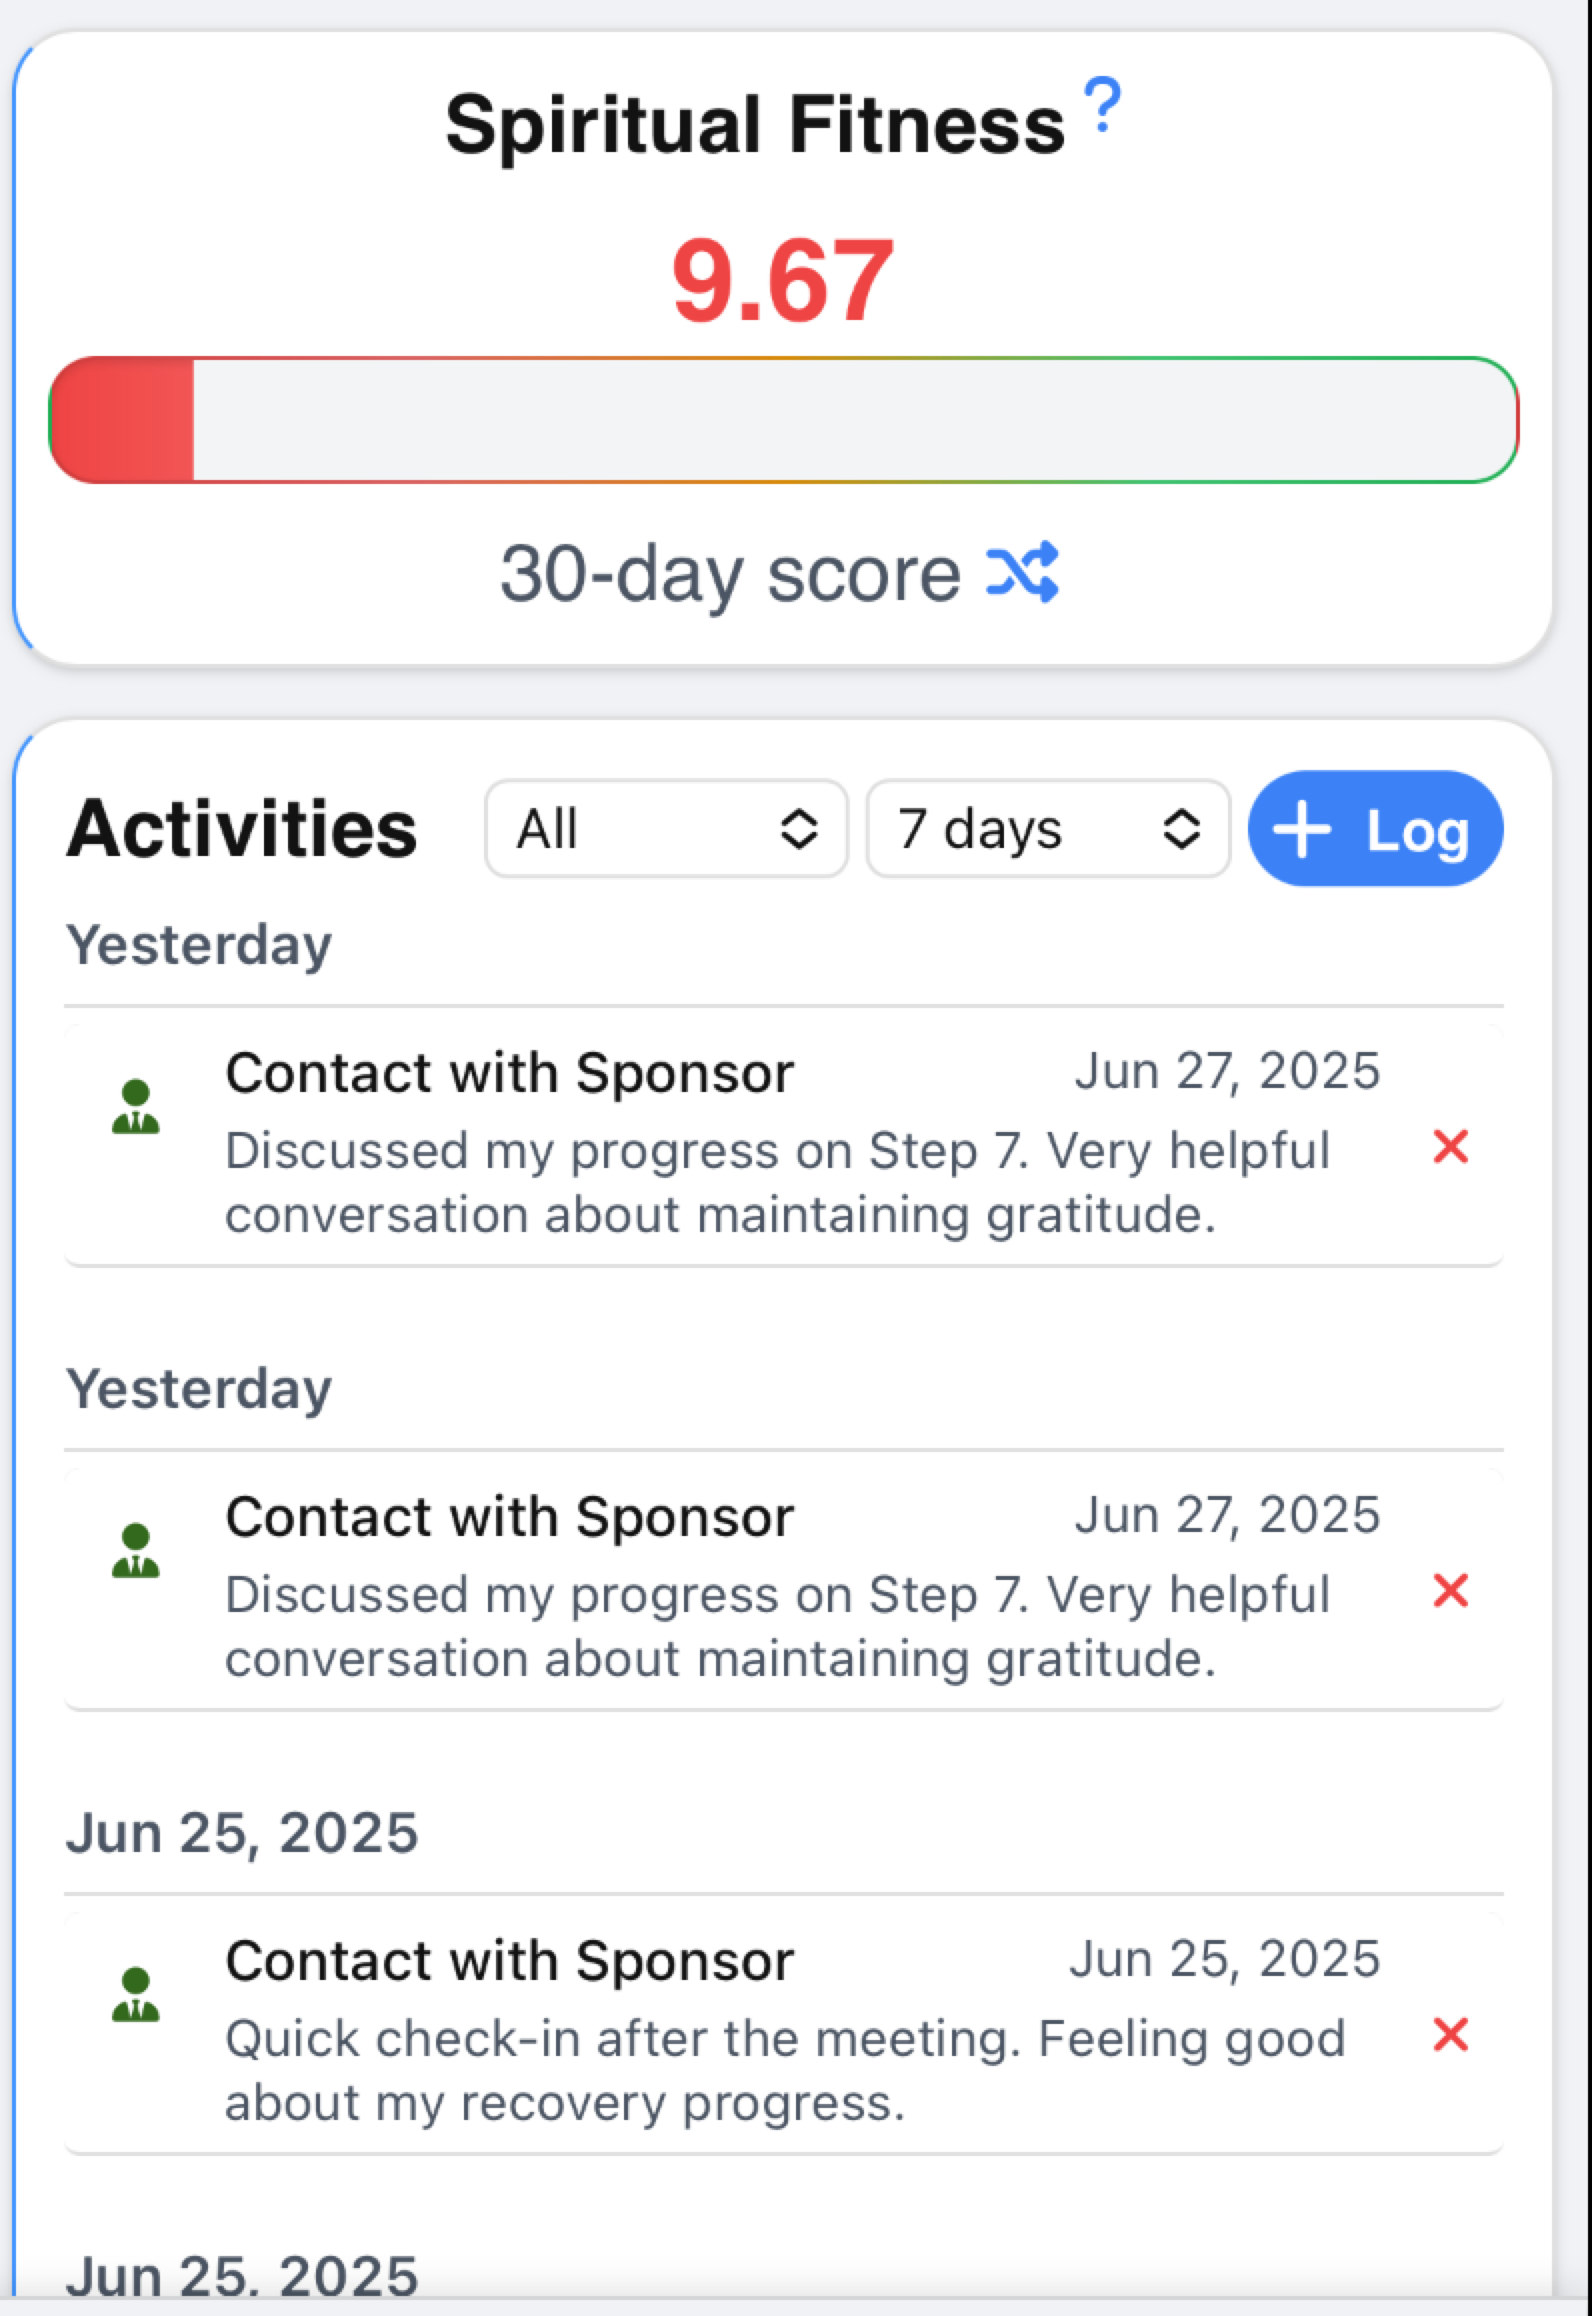 Spiritual Fitness ?
9.67
30-day score
Activities All 7 days + Log
Yesterday
Contact with Sponsor Jun 27, 2025
Discussed my progress on Step 7. Very helpful
conversation about maintaining gratitude.
Yesterday
Contact with Sponsor Jun 27, 2025
Discussed my progress on Step 7. Very helpful
conversation about maintaining gratitude.
Jun 25, 2025
Contact with Sponsor Jun 25, 2025
Quick check-in after the meeting. Feeling good
about my recovery progress.
Jun 25, 2025